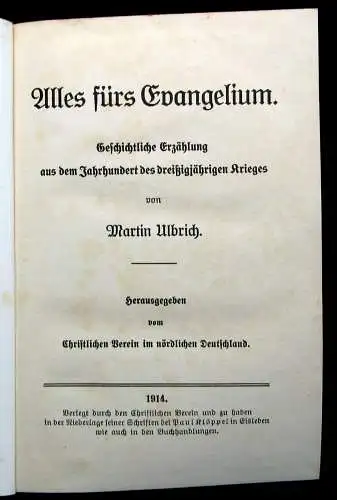 Alles fürs Evangelium.
Geschichtliche Erzählung
aus dem Jahrhundert des dreißigjährigen Krieges
von
Martin Ulbrich.
Herausgegeben
vom
Christlichen Verein im nördlichen Deutschland.
1914.
Verlegt durch den Christlichen Verein und zu haben
in der Niederlage seiner Schriften bei Paul Klöppel in Eisleben
wie auch in den Buchhandlungen.